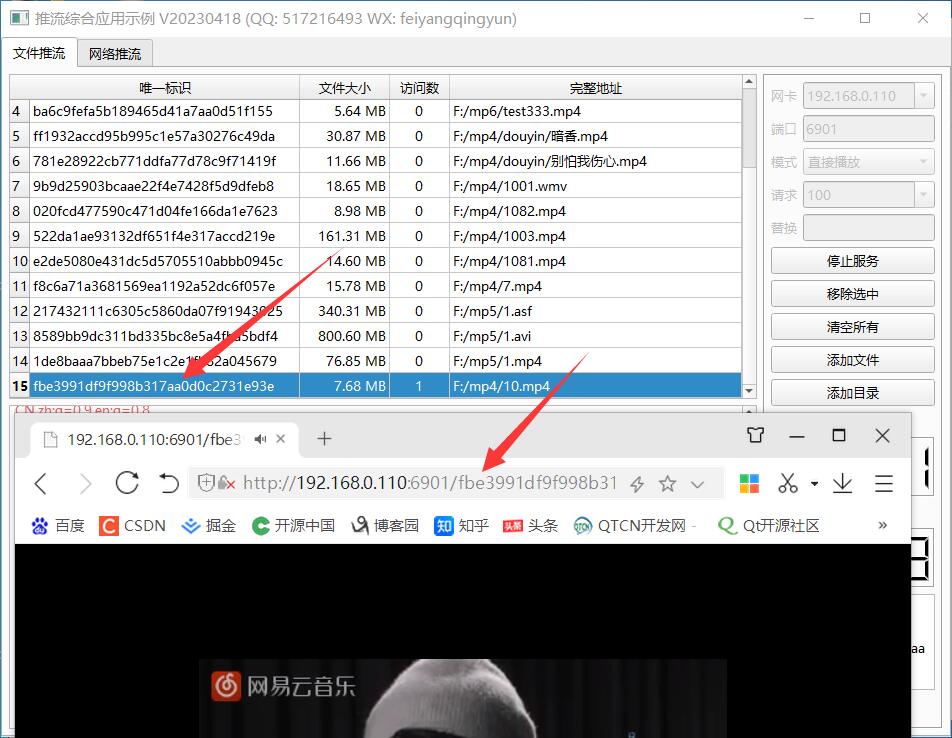 推流综合应用示例 V20230418 (QQ: 517216493 WX: feiyangqingyun)
文件推流 网络推流
唯一标识 文件大小 访问数 完整地址
4 ba6c9fefa5b189465d41a7aa0d51f155 5.64 MB 0 F:/mp6/test333.mp4
5 ff1932accd95b995c1e57a30276c49da 30.87 MB 0 F:/mp4/douyin/暗香.mp4
6 781e28922cb771ddfa77d78c9f71419f 11.66 MB 0 F:/mp4/douyin/别怕我伤心.mp4
7 9b9d25903bcaae22f4e7428f5d9dfeb8 18.65 MB 0 F:/mp4/1001.wmv
8 020fcd477590c471d04fe166da1e7623 8.98 MB 0 F:/mp4/1082.mp4
9 522da1ae93132df651f4e317accd219e 161.31 MB 0 F:/mp4/1003.mp4
10 e2de5080e431dc5d5705510abbb0945c 14.60 MB 0 F:/mp4/1081.mp4
11 f8c6a71a3681569ea1192a52dc6f057e 15.78 MB 0 F:/mp4/7.mp4
12 340.31 MB 0 F:/mp5/1.asf
13 800.60 MB 0 F:/mp5/1.avi
14 76.85 MB 0 F:/mp5/1.mp4
15 fbe3991df9f998b317aa0d0c2731e93e 7.68 MB 1 F:/mp4/10.mp4
网卡 192.168.0.110
端口 6901
模式 直接播放
请求 100
替换
停止服务
移除选中
清空所有
添加文件
添加目录
CN,zh;q=0.9,en;q=0.8
192.168.0.110:6901/fbe3
http://192.168.0.110:6901/fbe3991df9f998b31
百度 CSDN 掘金 开源中国 博客园 知乎 头条 QTCN开发网 - Qt开源社区 »
aa
网易云音乐